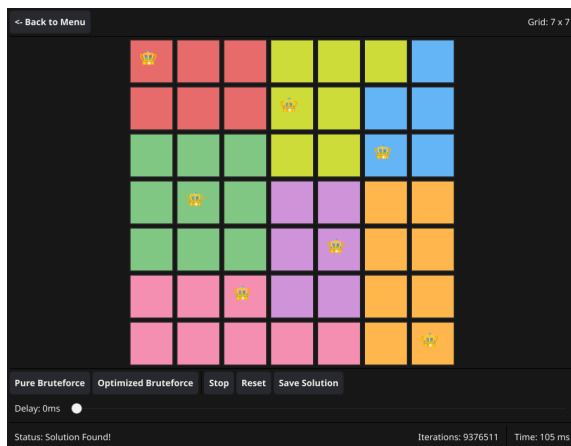 <- Back to Menu
Grid: 7 x 7
Pure Bruteforce
Optimized Bruteforce
Stop
Reset
Save Solution
Delay: 0ms
Status: Solution Found!
Iterations: 9376511
Time: 105 ms